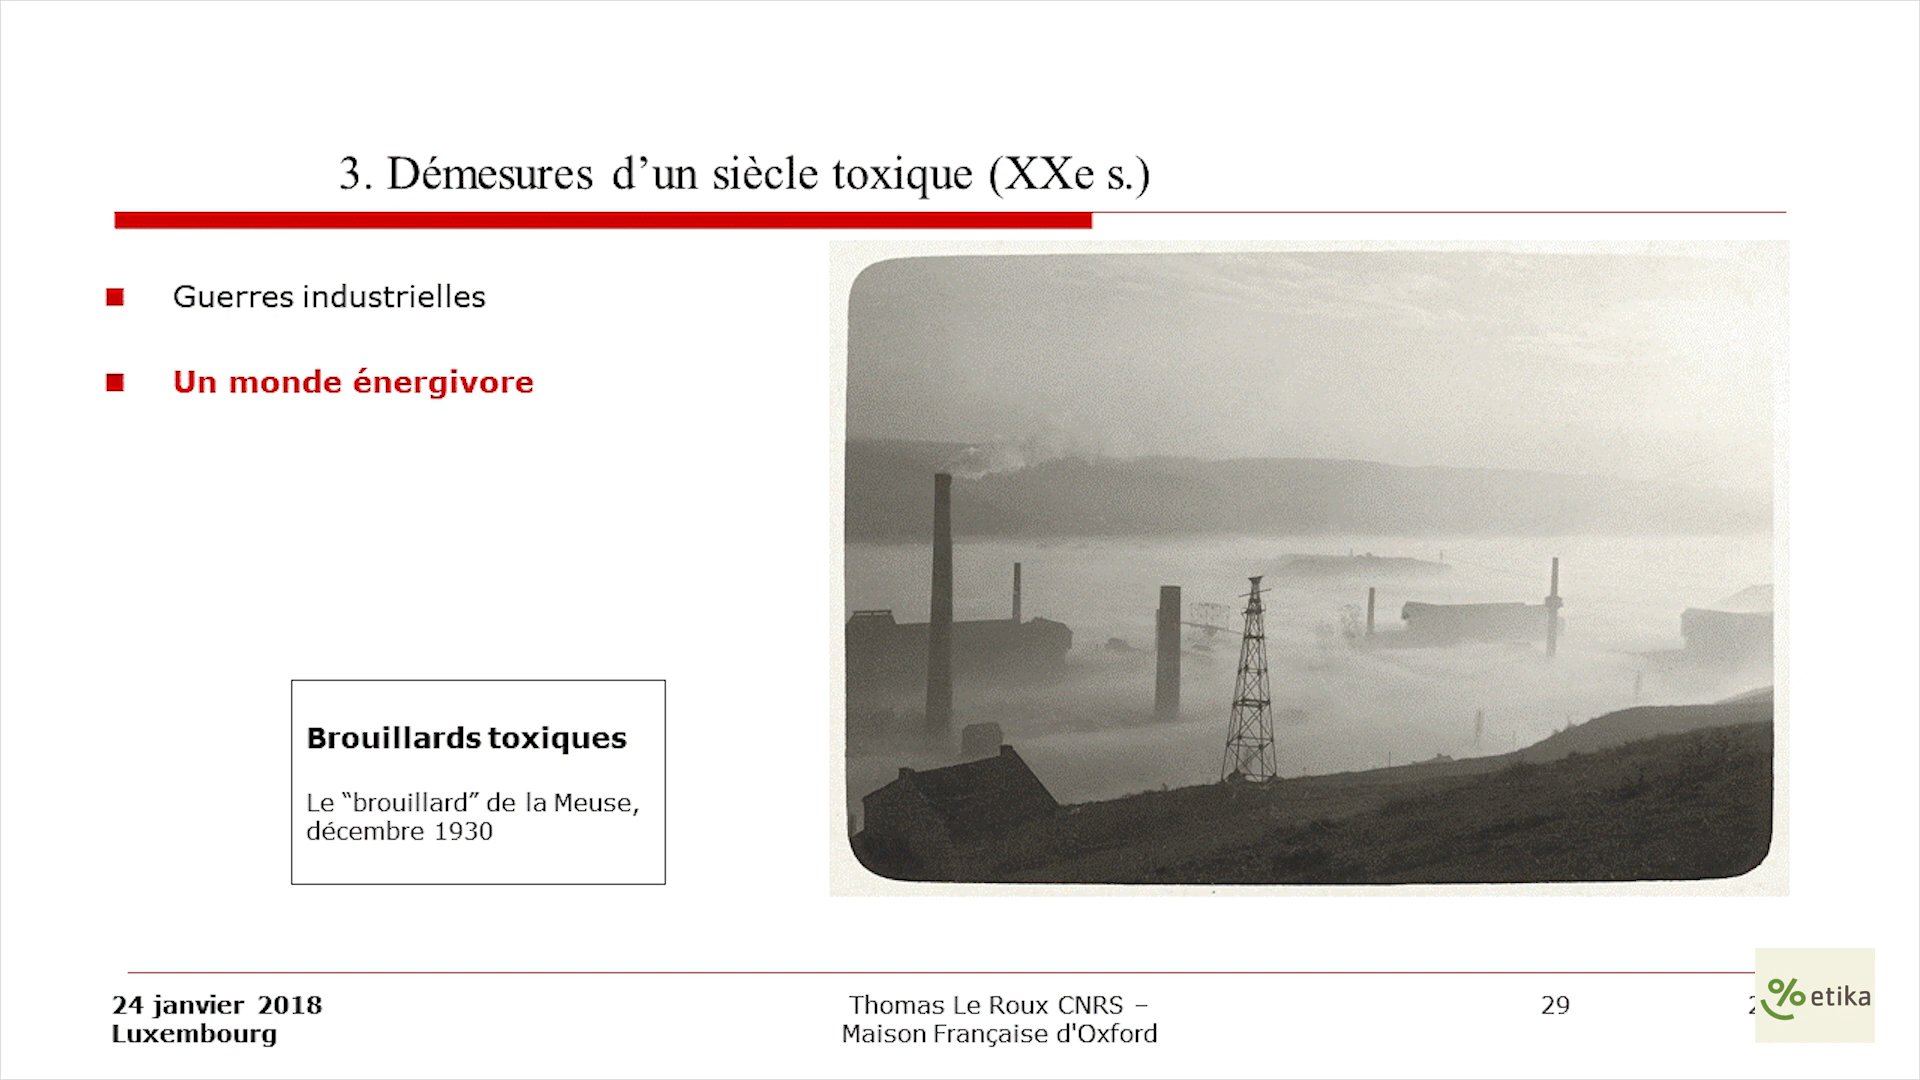 3. Démesures d’un siècle toxique (XXe s.)
Guerres industrielles
Un monde énergivore
Brouillards toxiques
Le “brouillard” de la Meuse,
décembre 1930
24 janvier 2018
Luxembourg
Thomas Le Roux CNRS –
Maison Française d'Oxford
29
% etika